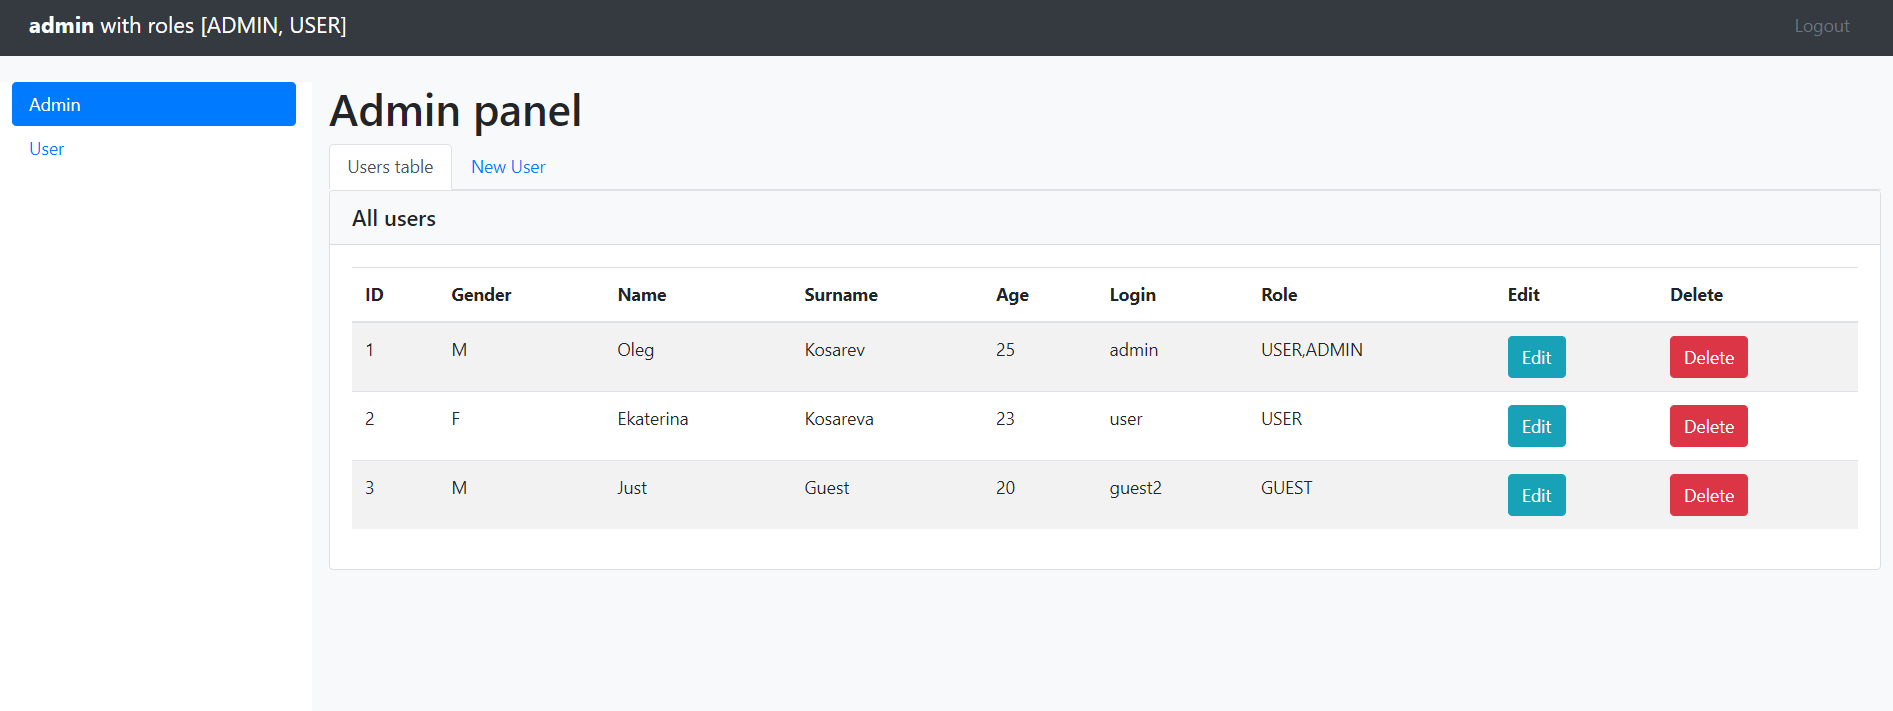 admin with roles [ADMIN, USER] Logout
Admin
User
Admin panel
Users table New User
All users
ID Gender Name Surname Age Login Role Edit Delete
1 M Oleg Kosarev 25 admin USER,ADMIN Edit Delete
2 F Ekaterina Kosareva 23 user USER Edit Delete
3 M Just Guest 20 guest2 GUEST Edit Delete